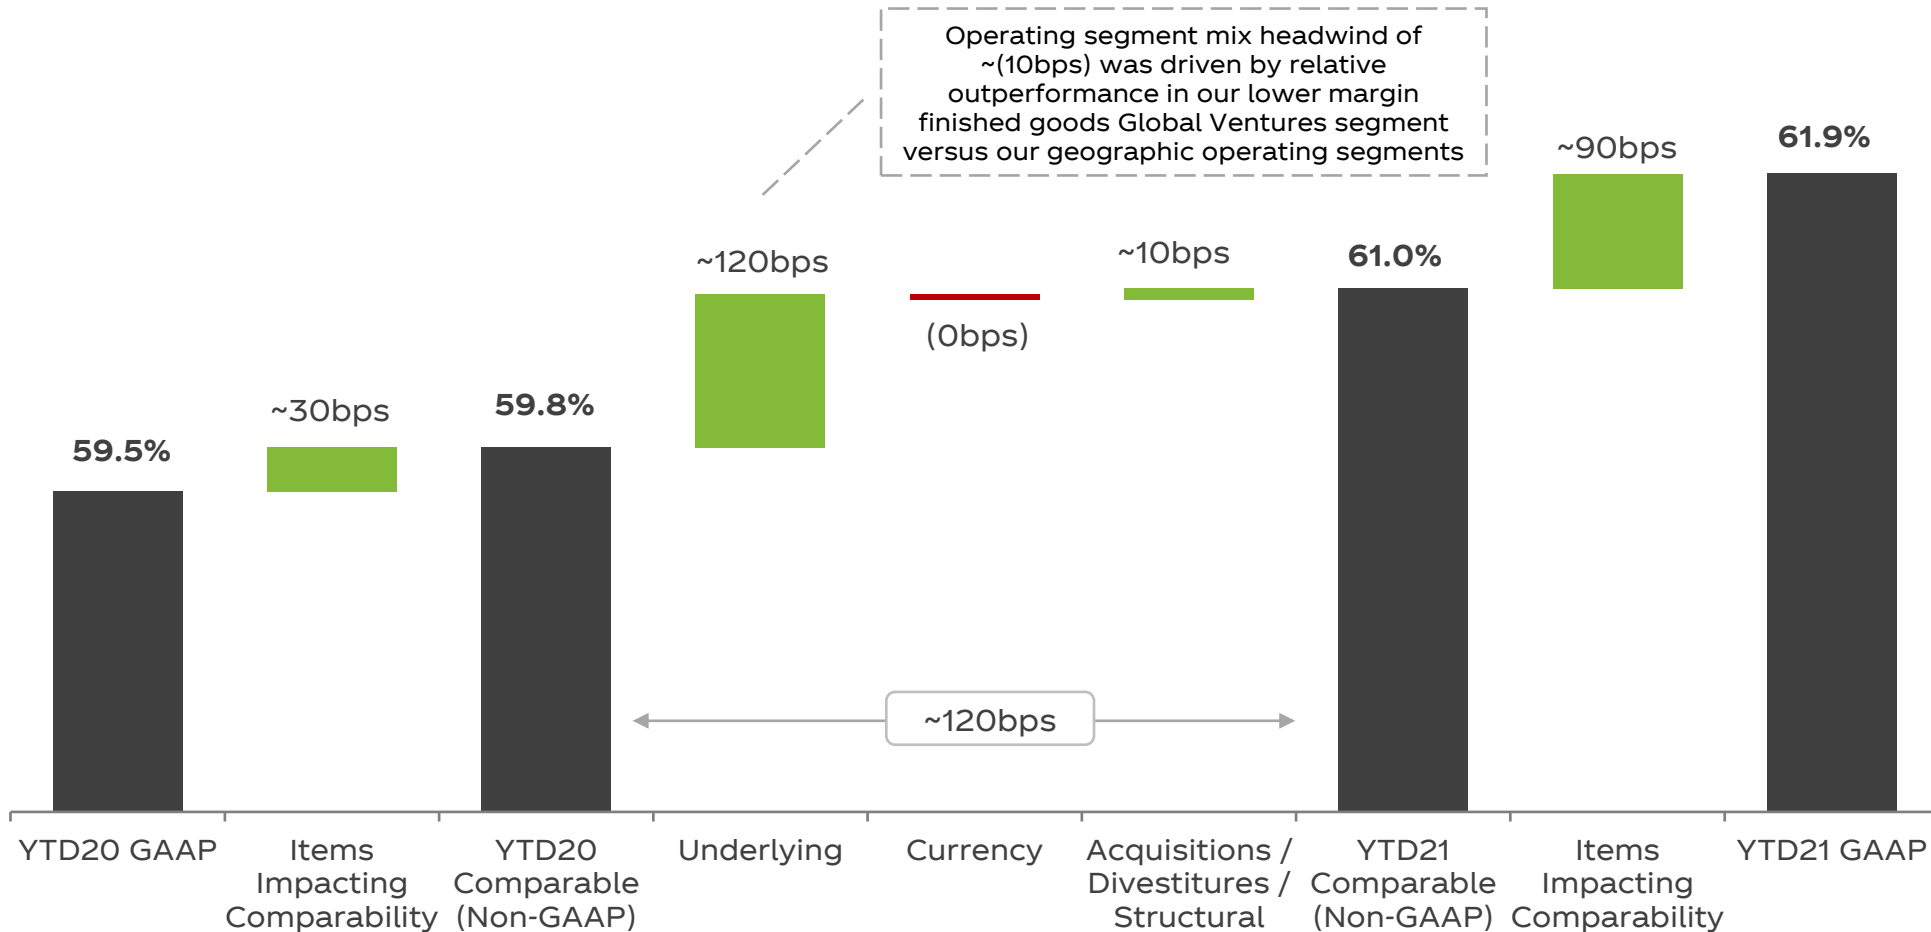 Operating segment mix headwind of
~(10bps) was driven by relative
outperformance in our lower margin
finished goods Global Ventures segment
versus our geographic operating segments
59.5%
~30bps
59.8%
~120bps
(0bps)
~10bps
61.0%
~90bps
61.9%
~120bps
YTD20 GAAP
Items
Impacting
Comparability
YTD20
Comparable
(Non-GAAP)
Underlying
Currency
Acquisitions /
Divestitures /
Structural
YTD21
Comparable
(Non-GAAP)
Items
Impacting
Comparability
YTD21 GAAP